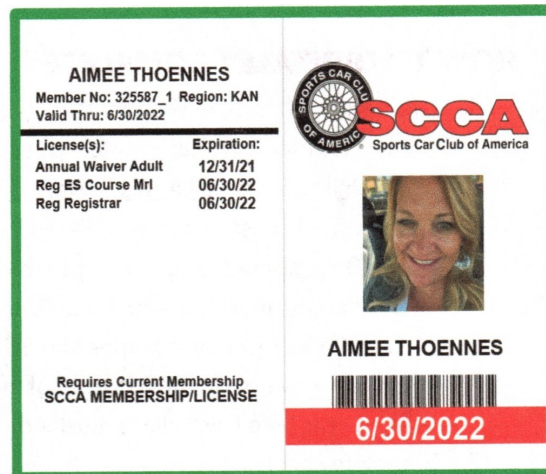 AIMEE THOENNES
Member No: 325587_1 Region: KAN
Valid Thru: 6/30/2022
License(s): Expiration:
Annual Waiver Adult 12/31/21
Reg ES Course Mrl 06/30/22
Reg Registrar 06/30/22
Requires Current Membership
SCCA MEMBERSHIP/LICENSE
SPORTS CAR CLUB
OF AMERICA
SCCA
Sports Car Club of America
AIMEE THOENNES
6/30/2022